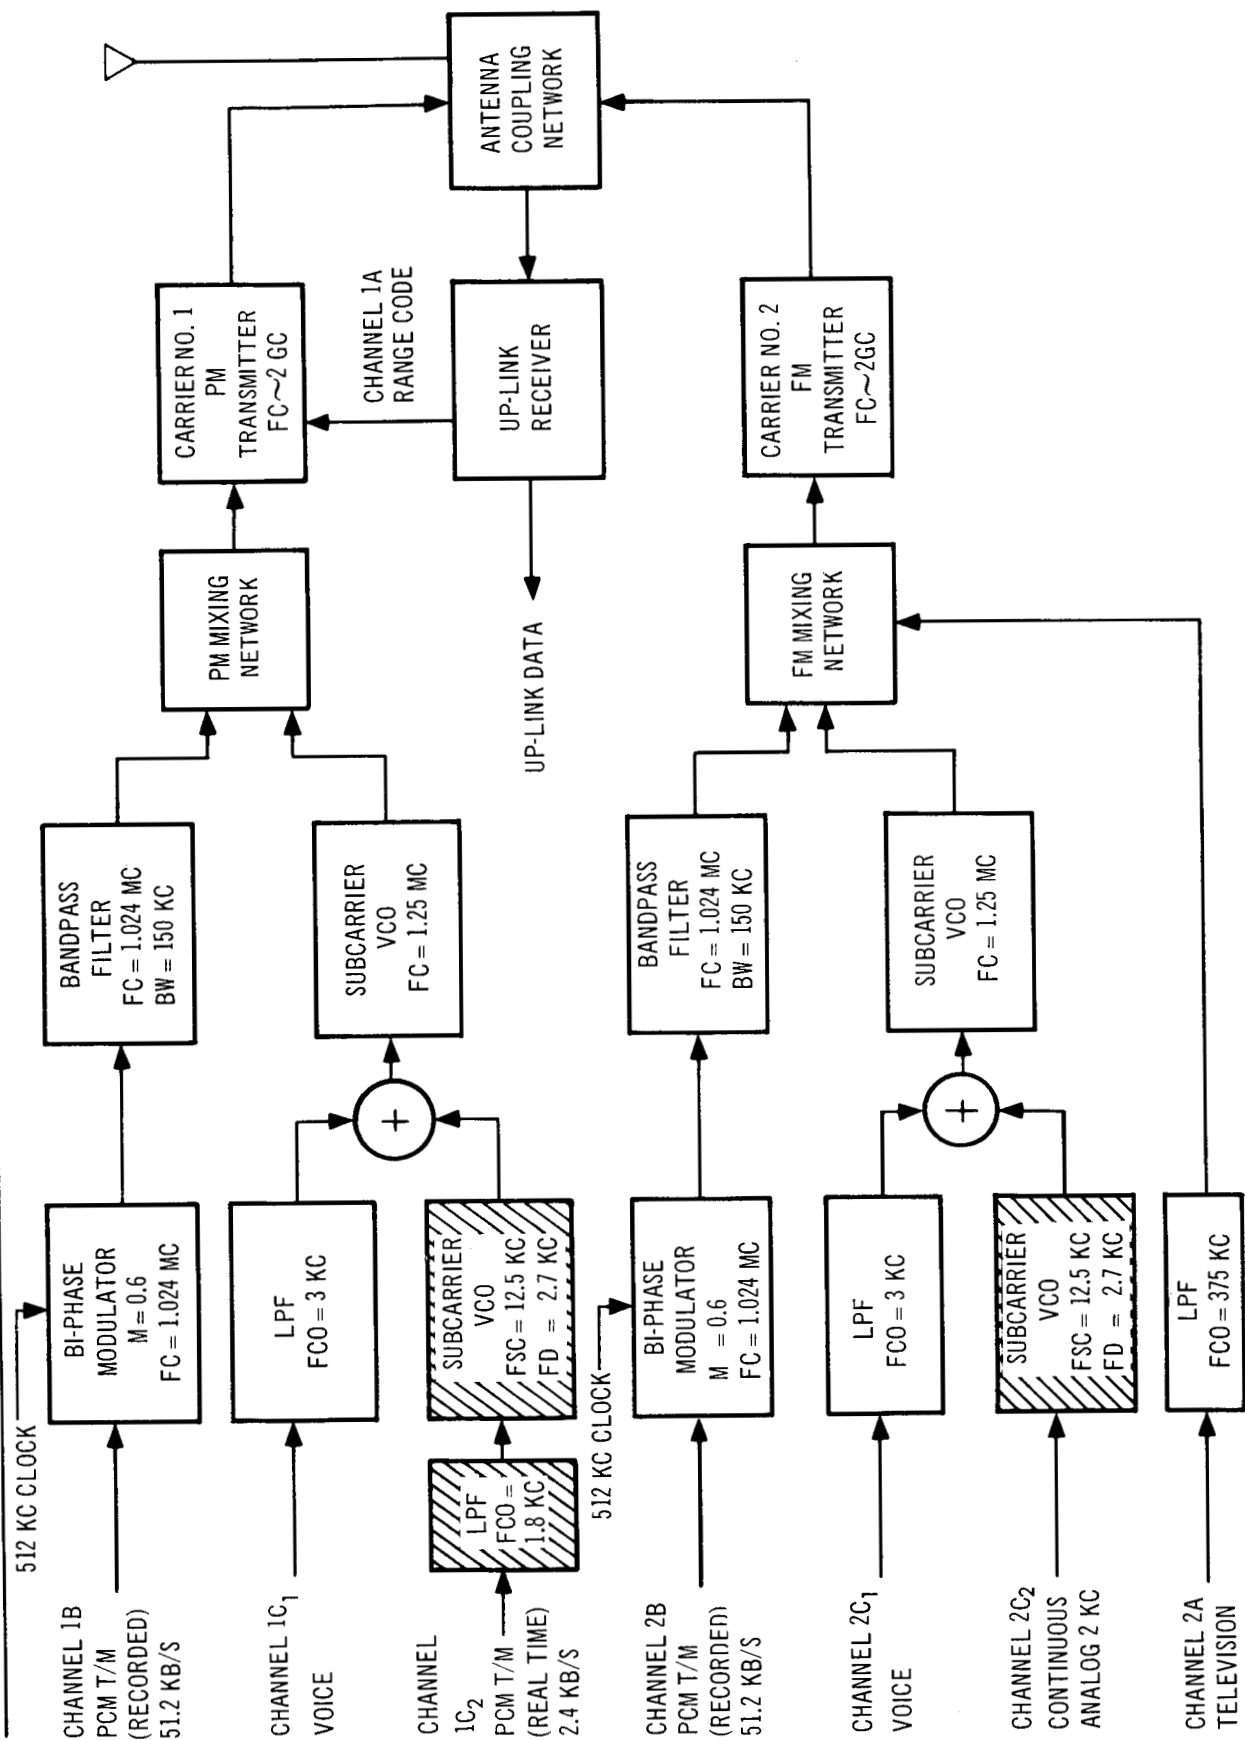 512 KC CLOCK
CHANNEL 1B
PCM T/M
(RECORDED)
51.2 KB/S
BI-PHASE
MODULATOR
M = 0.6
FC = 1.024 MC
BANDPASS
FILTER
FC = 1.024 MC
BW = 150 KC
CHANNEL 1C₁
VOICE
LPF
FCO = 3 KC
+
SUBCARRIER
VCO
FC = 1.25 MC
CHANNEL
1C₂
PCM T/M
(REAL TIME)
2.4 KB/S
LPF
FCO =
1.8 KC
SUBCARRIER
VCO
FSC = 12.5 KC
FD = 2.7 KC
PM MIXING
NETWORK
CARRIER NO. 1
PM
TRANSMITTER
FC~2 GC
CHANNEL 1A
RANGE CODE
UP-LINK
RECEIVER
UP-LINK DATA
ANTENNA
COUPLING
NETWORK
512 KC CLOCK
CHANNEL 2B
PCM T/M
(RECORDED)
51.2 KB/S
BI-PHASE
MODULATOR
M = 0.6
FC = 1.024 MC
BANDPASS
FILTER
FC = 1.024 MC
BW = 150 KC
CHANNEL 2C₁
VOICE
LPF
FCO = 3 KC
+
SUBCARRIER
VCO
FC = 1.25 MC
CHANNEL 2C₂
CONTINUOUS
ANALOG 2 KC
SUBCARRIER
VCO
FSC = 12.5 KC
FD = 2.7 KC
CHANNEL 2A
TELEVISION
LPF
FCO = 375 KC
FM MIXING
NETWORK
CARRIER NO. 2
FM
TRANSMITTER
FC~2GC